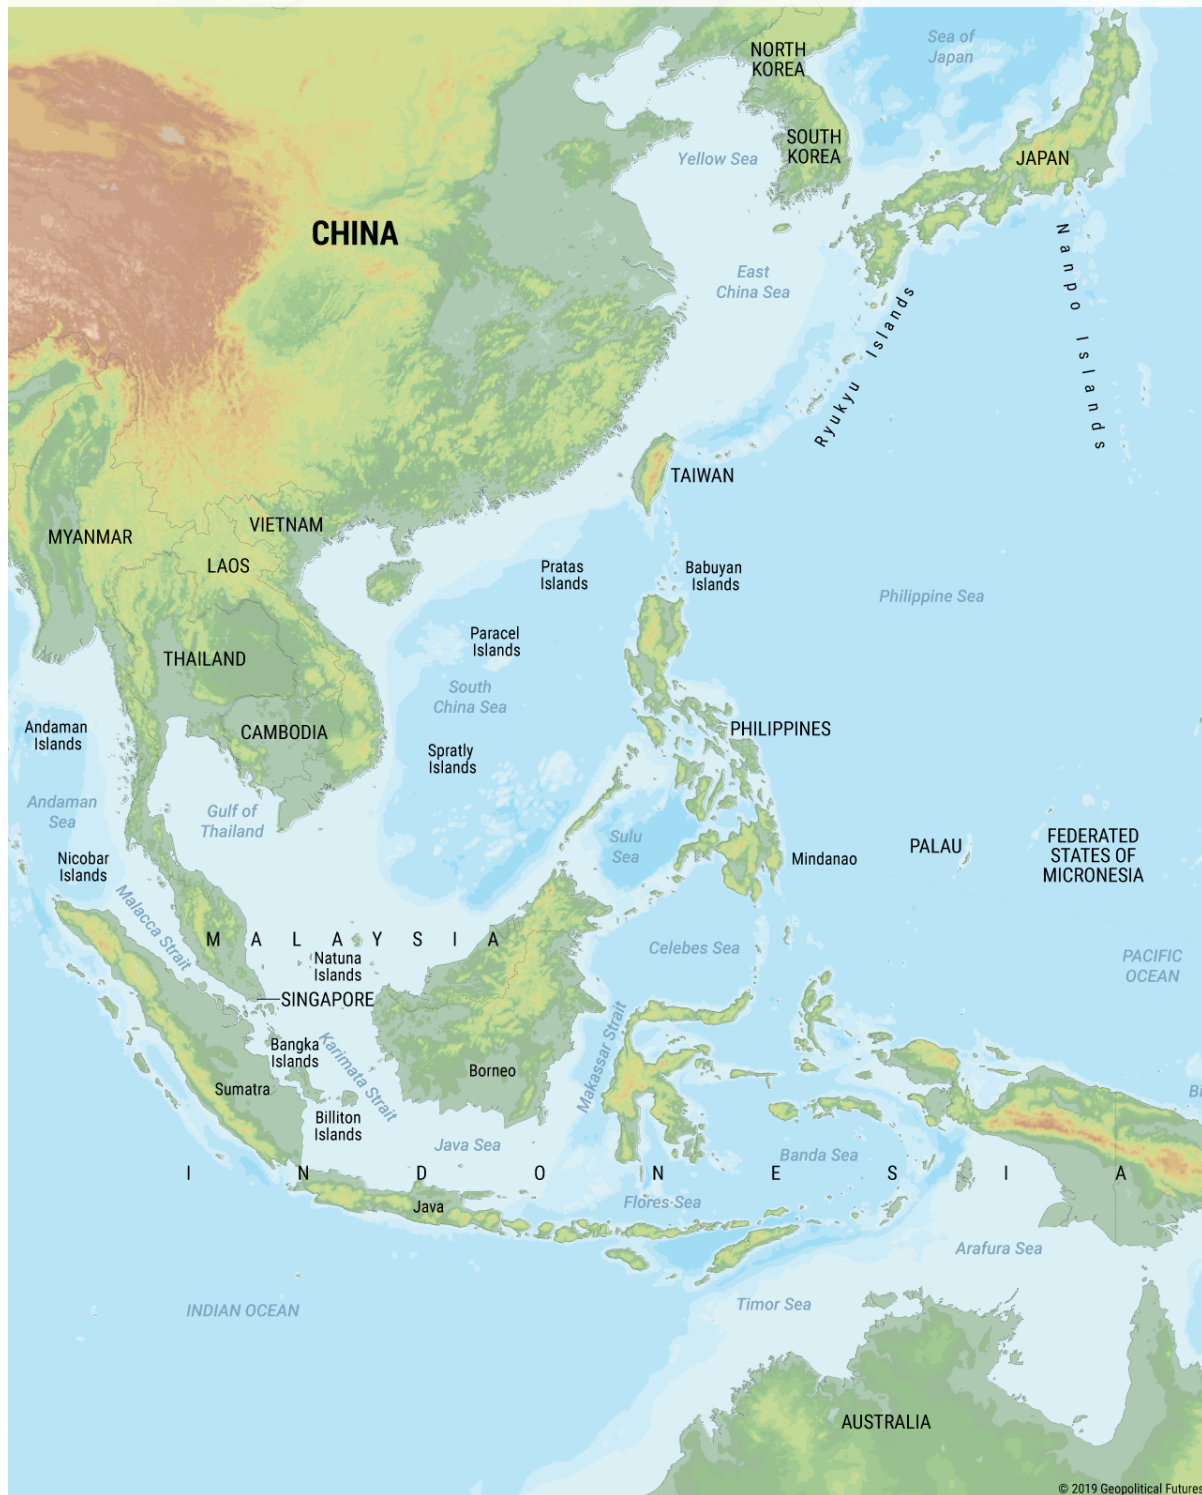 Sea of
Japan
NORTH
KOREA
SOUTH
KOREA
Yellow Sea
JAPAN
CHINA
Nanpo Islands
East
China Sea
Ryukyu Islands
TAIWAN
VIETNAM
MYANMAR
LAOS
Pratas
Islands
Babuyan
Islands
Philippine Sea
Paracel
Islands
THAILAND
South
China Sea
Andaman
Islands
CAMBODIA
PHILIPPINES
Spratly
Islands
Andaman
Sea
Gulf of
Thailand
Sulu
Sea
PALAU
FEDERATED
STATES OF
MICRONESIA
Nicobar
Islands
Mindanao
Malacca Strait
MALAYSIA
Celebes Sea
Natuna
Islands
PACIFIC
OCEAN
SINGAPORE
Makassar Strait
Bangka
Islands
Karimata Strait
Borneo
Sumatra
Billiton
Islands
Java Sea
Banda Sea
INDONESIA
Java
Flores Sea
Arafura Sea
INDIAN OCEAN
Timor Sea
AUSTRALIA
© 2019 Geopolitical Futures